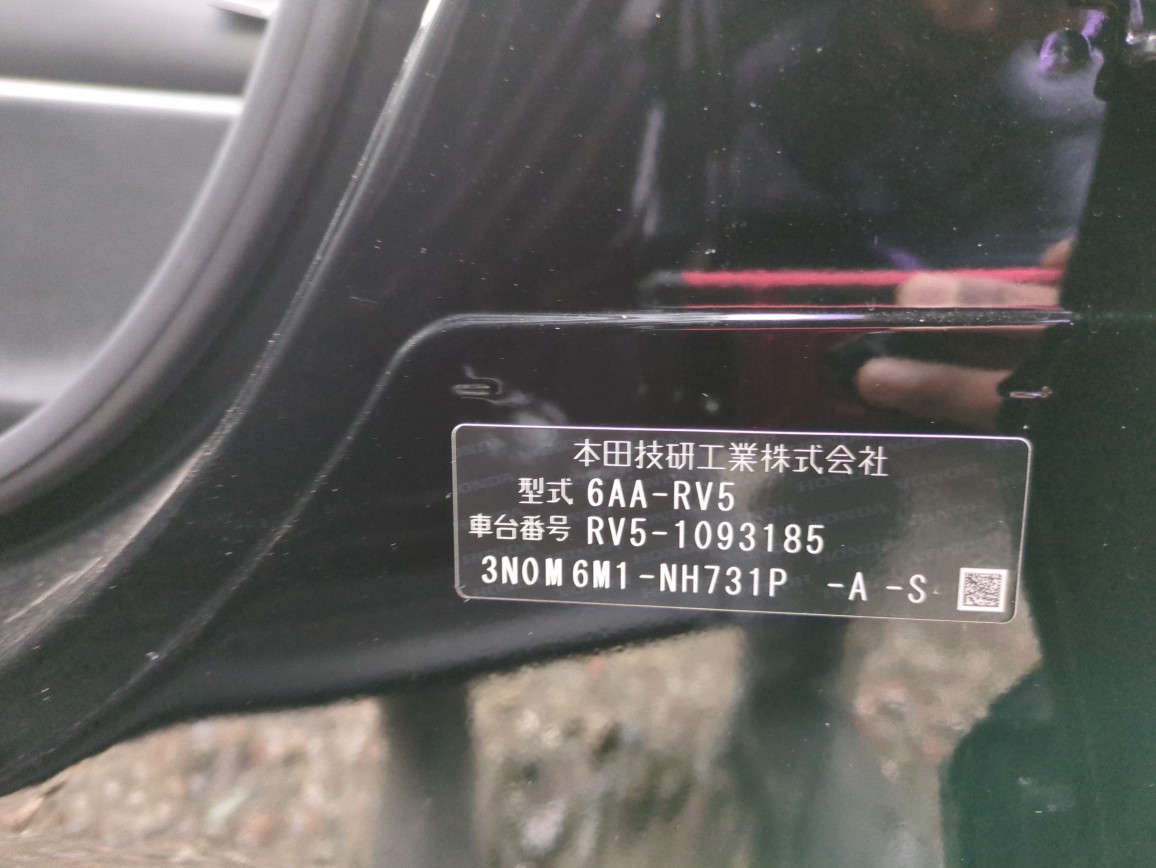 本田技研工業株式会社
型式 6AA-RV5
車台番号 RV5-1093185
3N0M6M1-NH731P -A -S